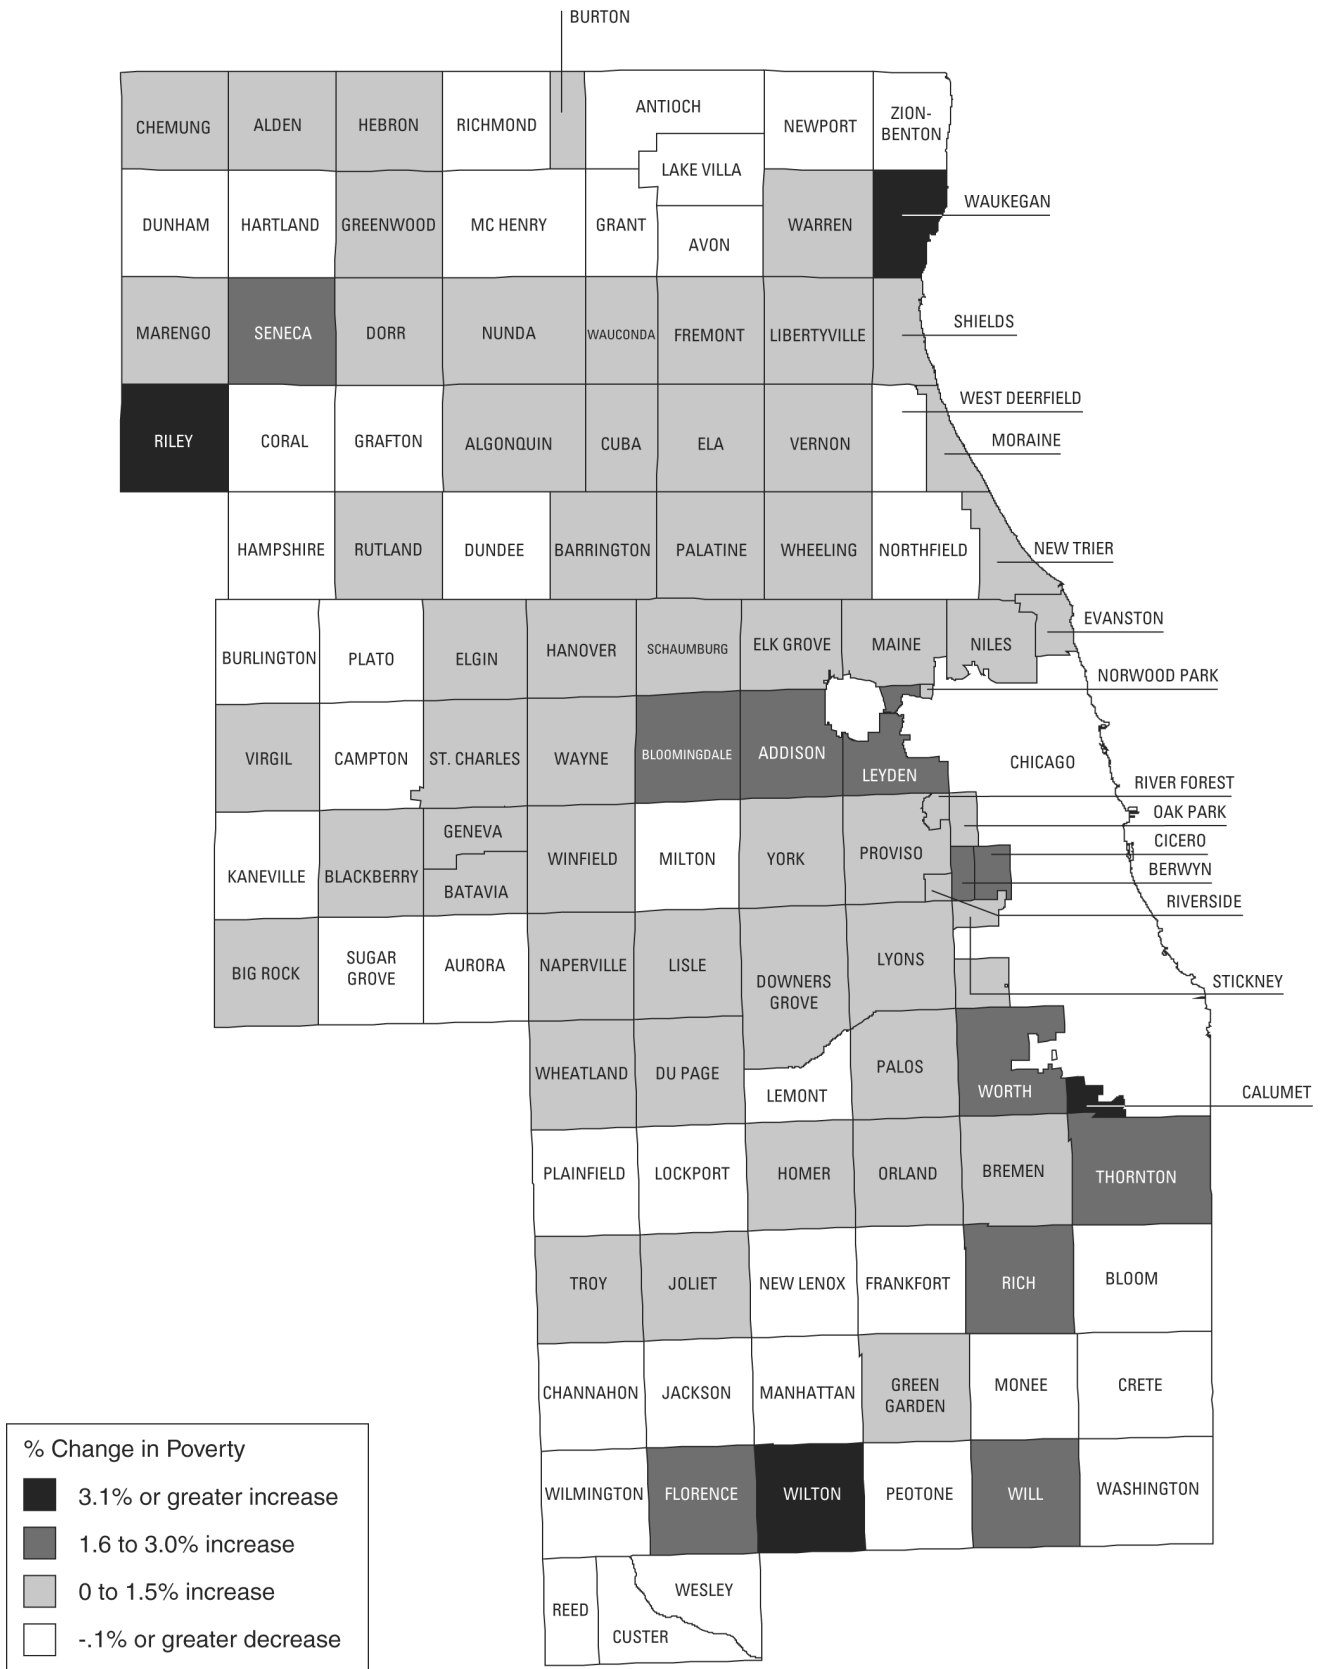 BURTON
CHEMUNG
ALDEN
HEBRON
RICHMOND
ANTIOCH
NEWPORT
ZION-
BENTON
LAKE VILLA
DUNHAM
HARTLAND
GREENWOOD
MC HENRY
GRANT
AVON
WARREN
WAUKEGAN
MARENGO
SENECA
DORR
NUNDA
WAUCONDA
FREMONT
LIBERTYVILLE
SHIELDS
WEST DEERFIELD
RILEY
CORAL
GRAFTON
ALGONQUIN
CUBA
ELA
VERNON
MORAINE
HAMPSHIRE
RUTLAND
DUNDEE
BARRINGTON
PALATINE
WHEELING
NORTHFIELD
NEW TRIER
EVANSTON
BURLINGTON
PLATO
ELGIN
HANOVER
SCHAUMBURG
ELK GROVE
MAINE
NILES
NORWOOD PARK
VIRGIL
CAMPTON
ST. CHARLES
WAYNE
BLOOMINGDALE
ADDISON
LEYDEN
CHICAGO
RIVER FOREST
OAK PARK
CICERO
BERWYN
RIVERSIDE
KANEVILLE
BLACKBERRY
GENEVA
BATAVIA
WINFIELD
MILTON
YORK
PROVISO
BIG ROCK
SUGAR
GROVE
AURORA
NAPERVILLE
LISLE
DOWNERS
GROVE
LYONS
STICKNEY
WHEATLAND
DU PAGE
LEMONT
PALOS
WORTH
CALUMET
PLAINFIELD
LOCKPORT
HOMER
ORLAND
BREMEN
THORNTON
TROY
JOLIET
NEW LENOX
FRANKFORT
RICH
BLOOM
CHANNAHON
JACKSON
MANHATTAN
GREEN
GARDEN
MONEE
CRETE
WILMINGTON
FLORENCE
WILTON
PEOTONE
WILL
WASHINGTON
REED
CUSTER
WESLEY
% Change in Poverty
3.1% or greater increase
1.6 to 3.0% increase
0 to 1.5% increase
-.1% or greater decrease